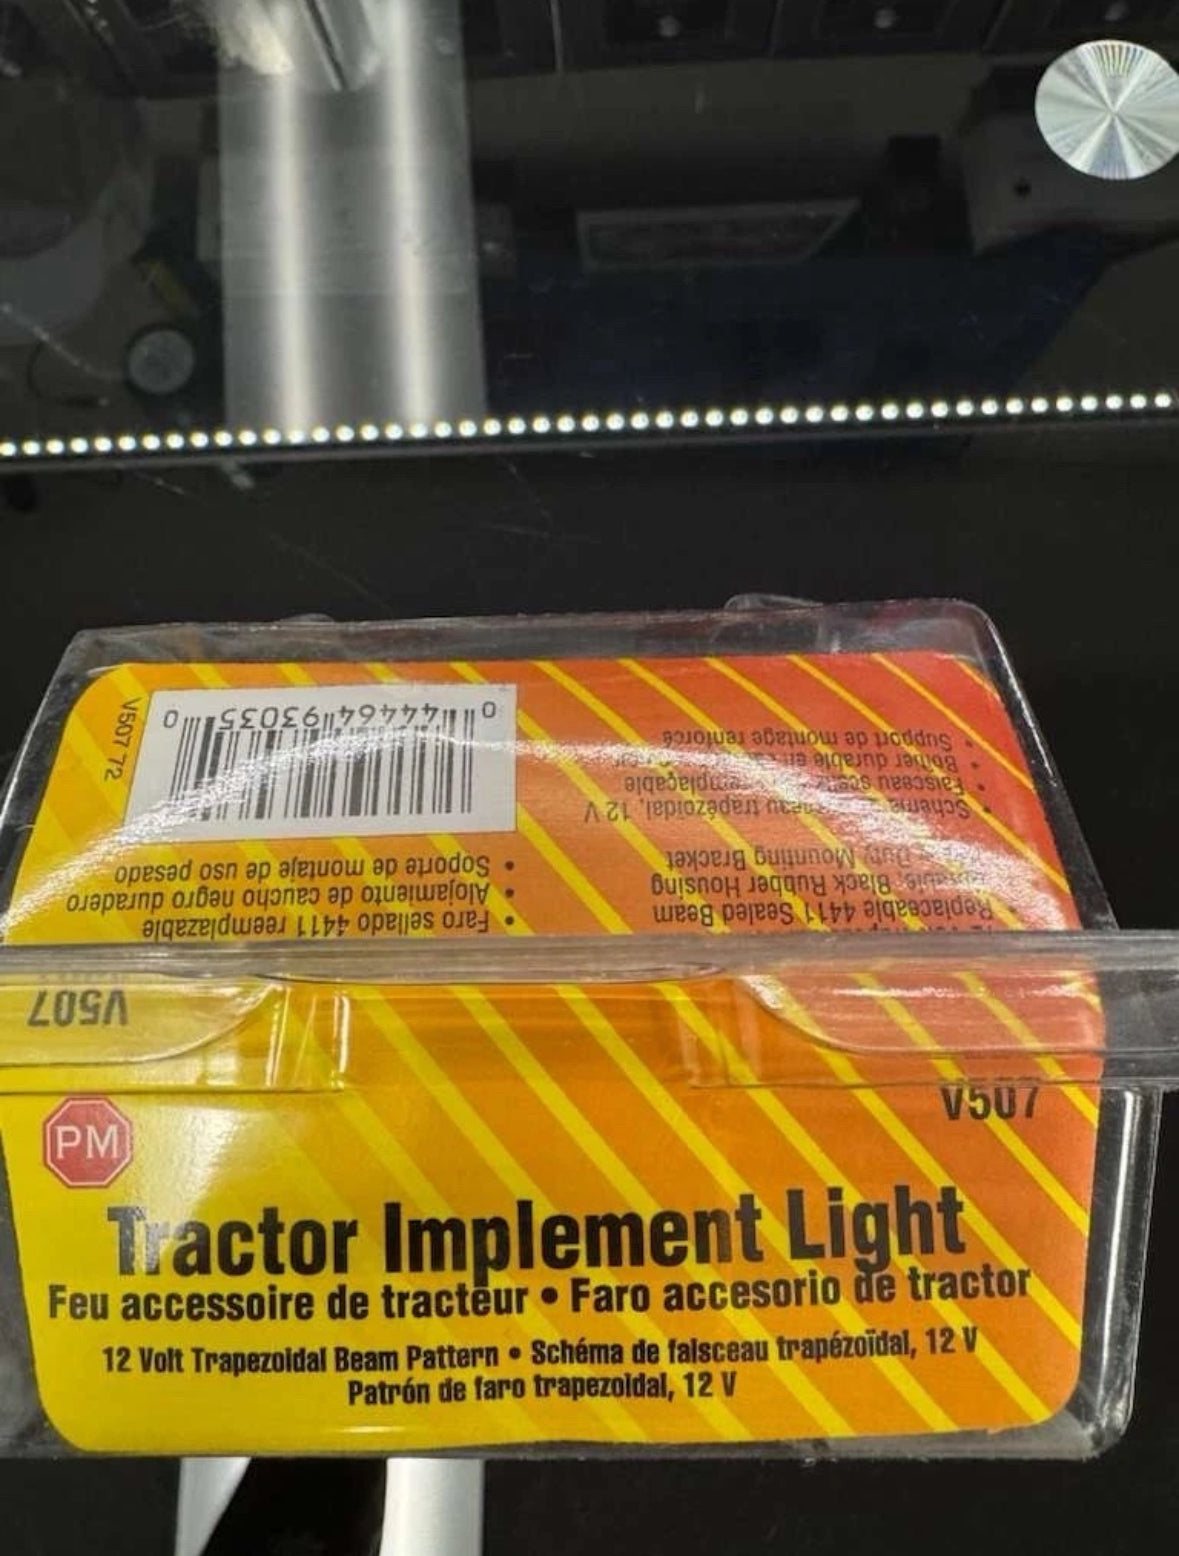 PM
V507
Tractor Implement Light
Feu accessoire de tracteur • Faro accesorio de tractor
12 Volt Trapezoidal Beam Pattern • Schéma de faisceau trapézoïdal, 12 V
Patrón de faro trapezoidal, 12 V
V507
• Replaceable 4411 Sealed Beam
Black Rubber Housing
Duty Mounting Bracket
• Schéma trapézoïdal, 12 V
• Faisceau remplaçable
• Boîtier durable en
• Support de montage renforcé
• Faro sellado 4411 reemplazable
• Alojamiento de caucho negro duradero
• Soporte de montaje de uso pesado
0 44464 93035 0
V507 72